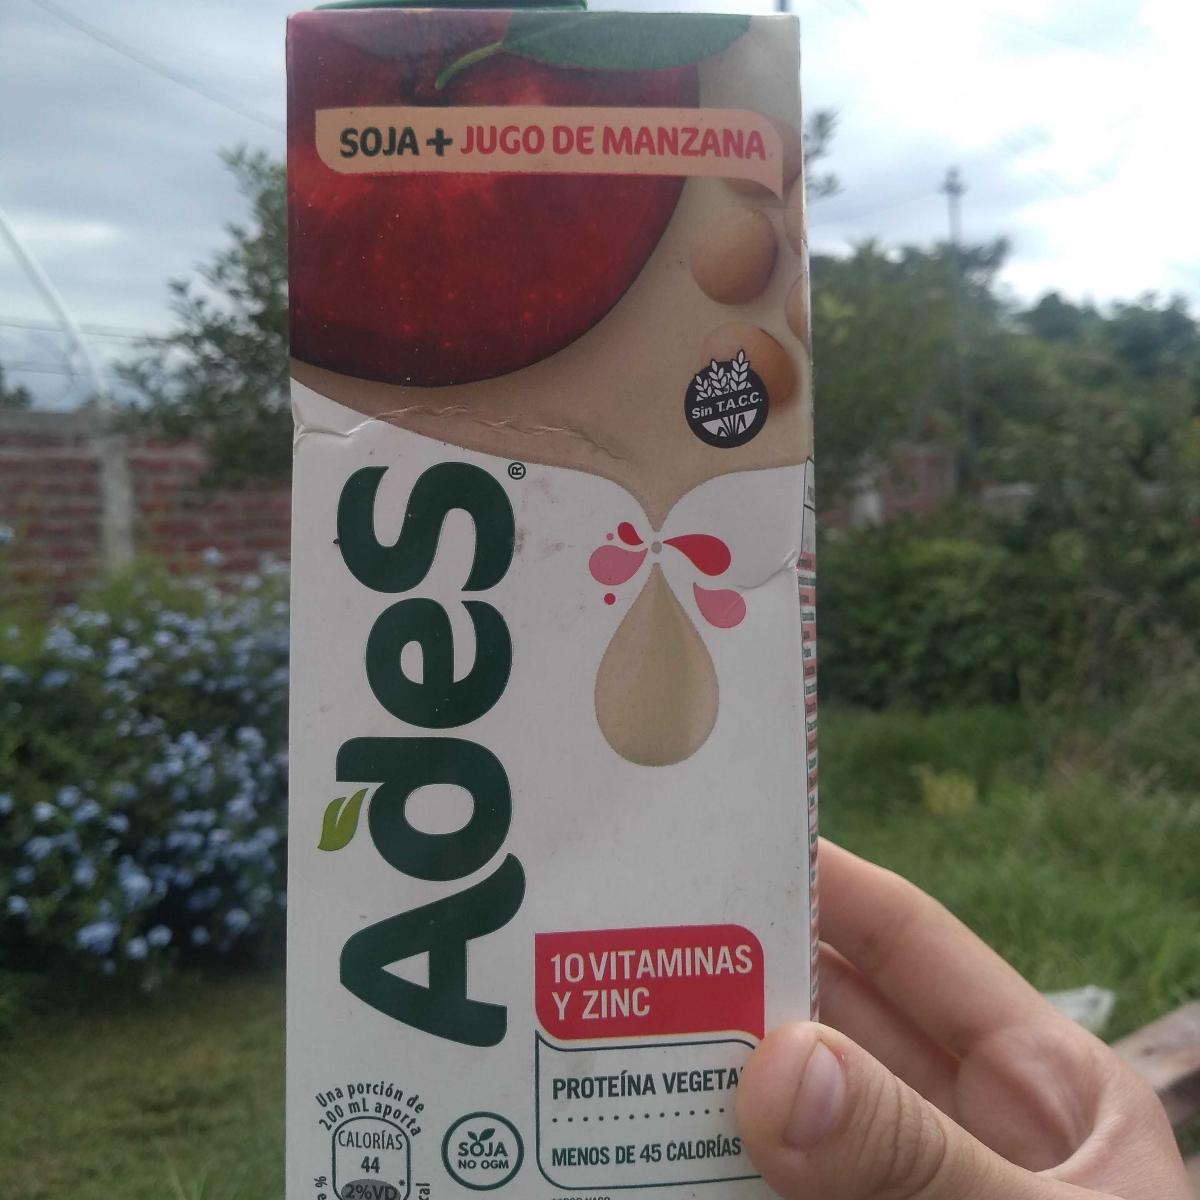 SOJA + JUGO DE MANZANA
Sin T.A.C.C.
AdeS®
10 VITAMINAS
Y ZINC
PROTEÍNA
MENOS DE 45 CALORÍAS
Una porción de
200 mL aporta
CALORÍAS
44
2%VD*
SOJA
NO OGM